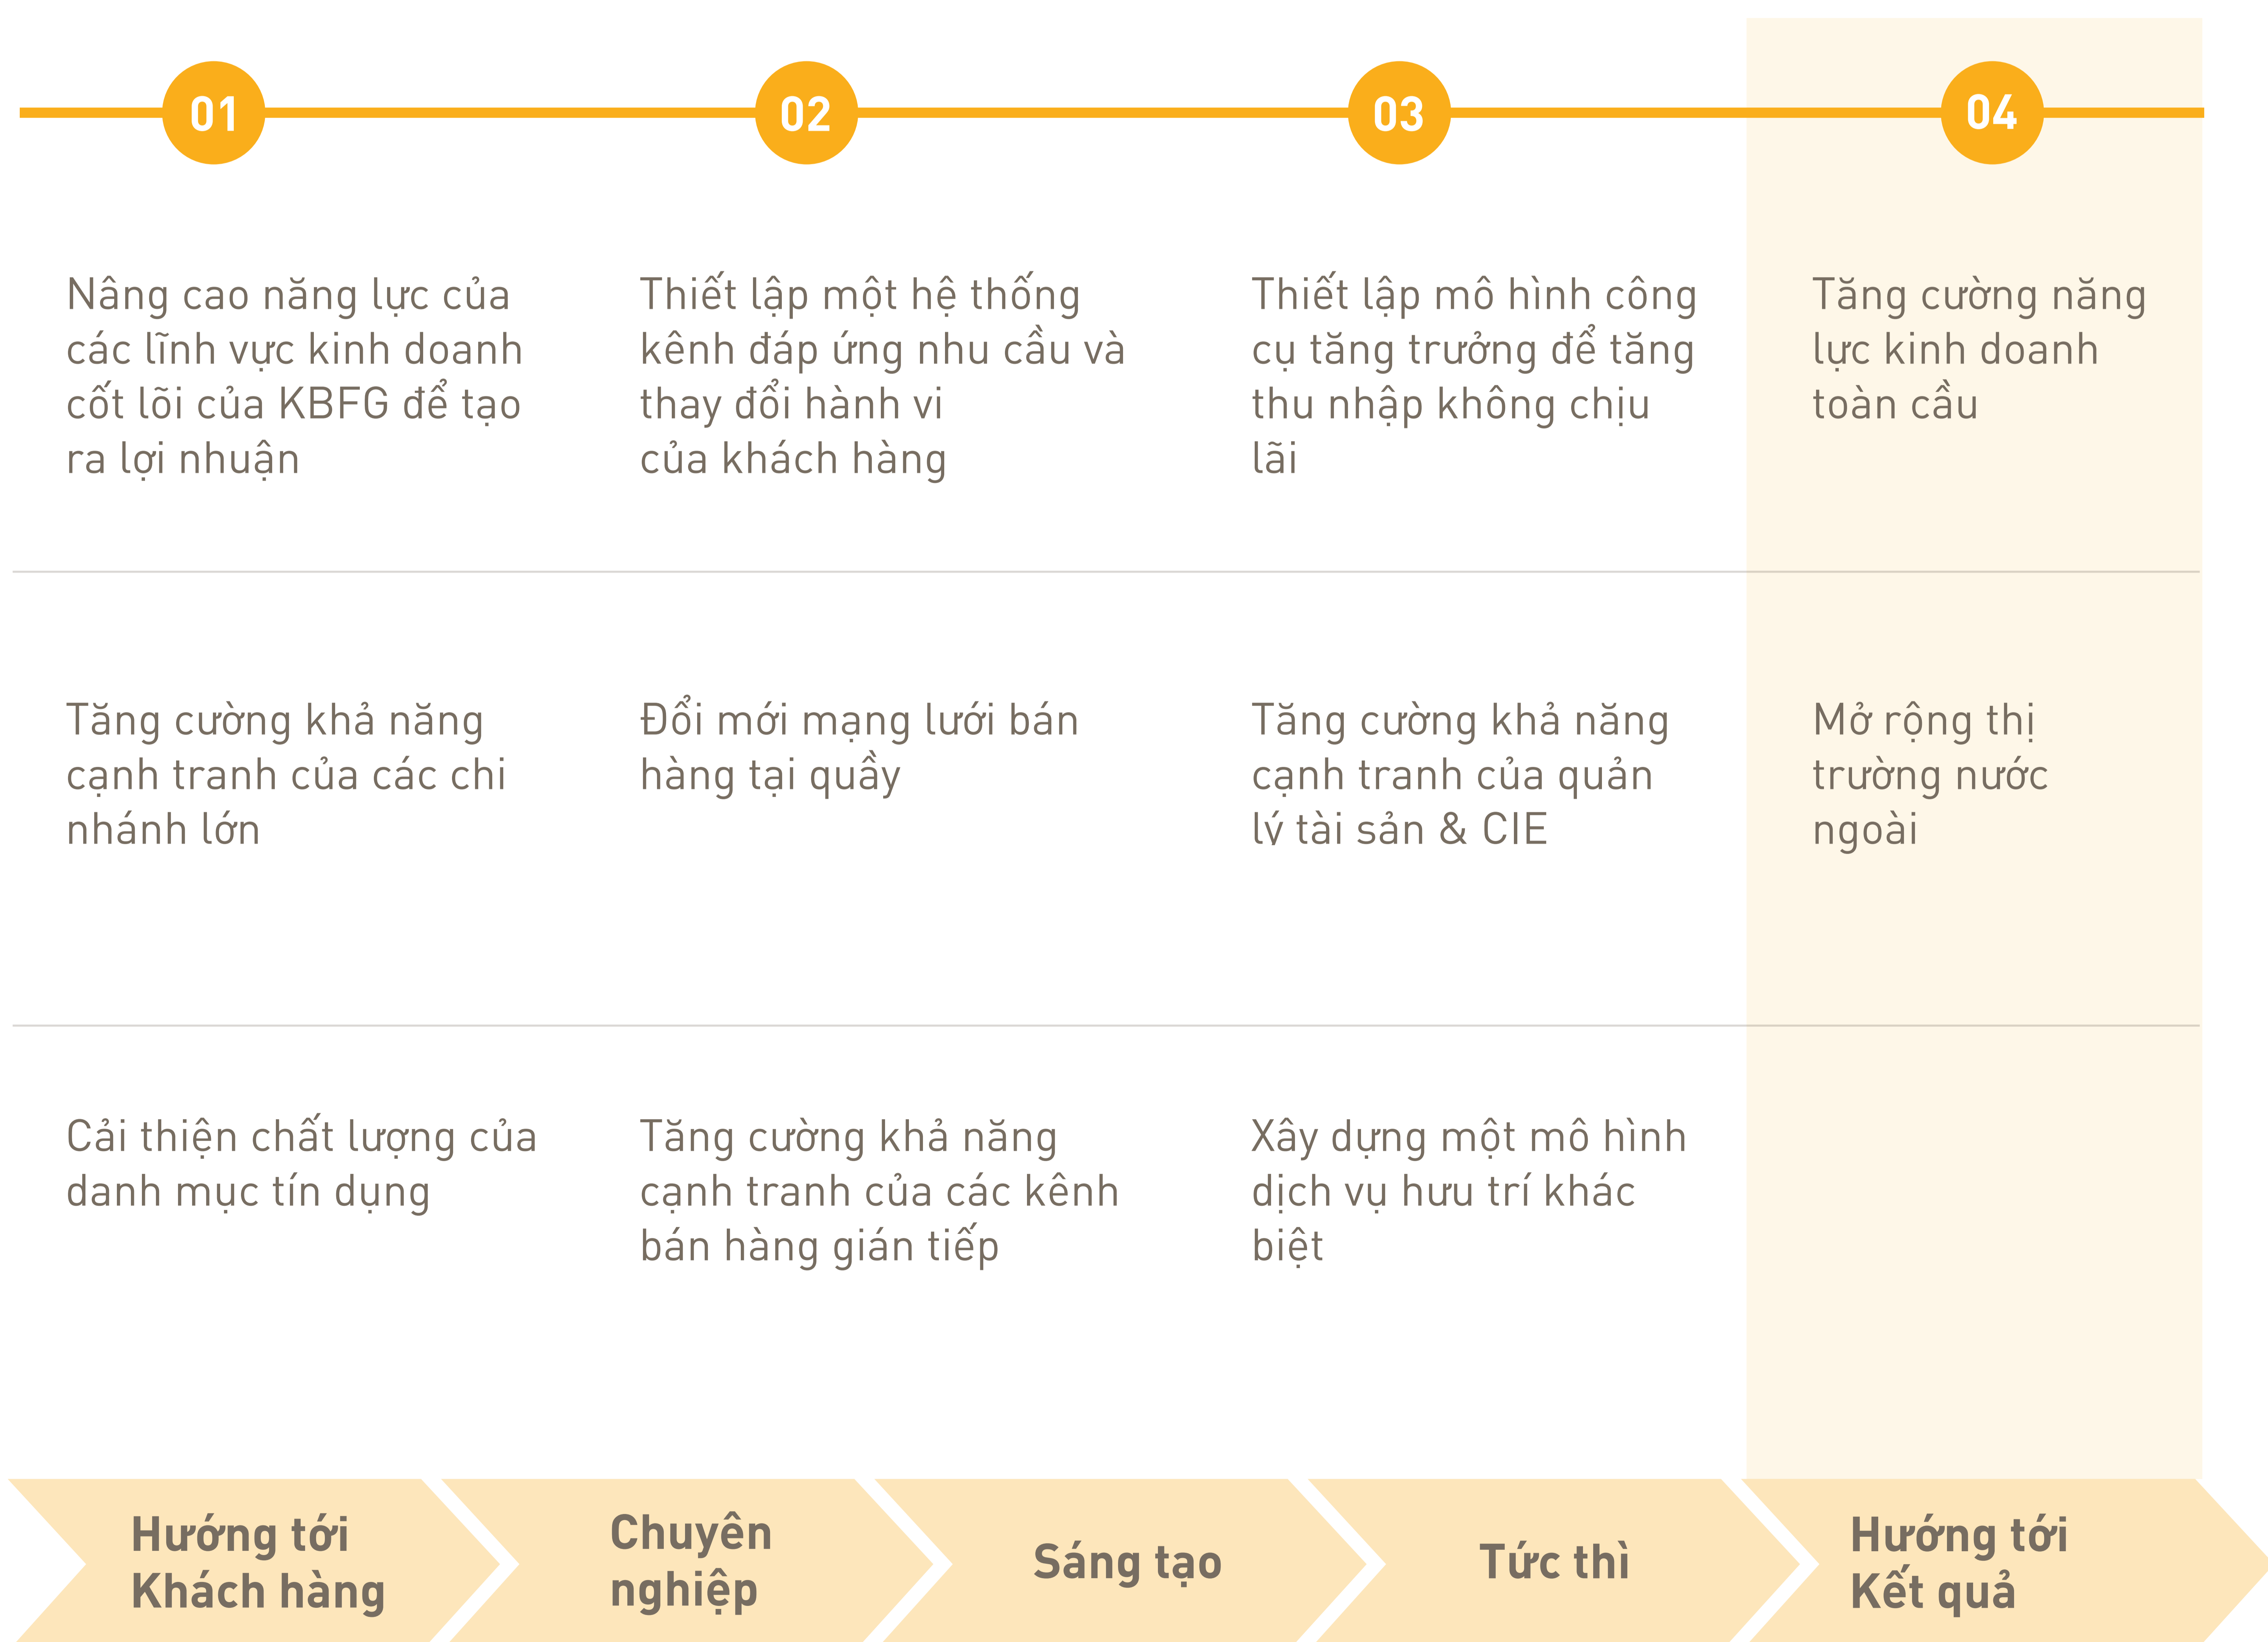 01
02
03
04
Nâng cao năng lực của
các lĩnh vực kinh doanh
cốt lõi của KBFG để tạo
ra lợi nhuận
Thiết lập một hệ thống
kênh đáp ứng nhu cầu và
thay đổi hành vi
của khách hàng
Thiết lập mô hình công
cụ tăng trưởng để tăng
thu nhập không chịu
lãi
Tăng cường năng
lực kinh doanh
toàn cầu
Tăng cường khả năng
cạnh tranh của các chi
nhánh lớn
Đổi mới mạng lưới bán
hàng tại quầy
Tăng cường khả năng
cạnh tranh của quản
lý tài sản & CIE
Mở rộng thị
trường nước
ngoài
Cải thiện chất lượng của
danh mục tín dụng
Tăng cường khả năng
cạnh tranh của các kênh
bán hàng gián tiếp
Xây dựng một mô hình
dịch vụ hưu trí khác
biệt
Hướng tới
Khách hàng
Chuyên
nghiệp
Sáng tạo
Tức thì
Hướng tới
Kết quả